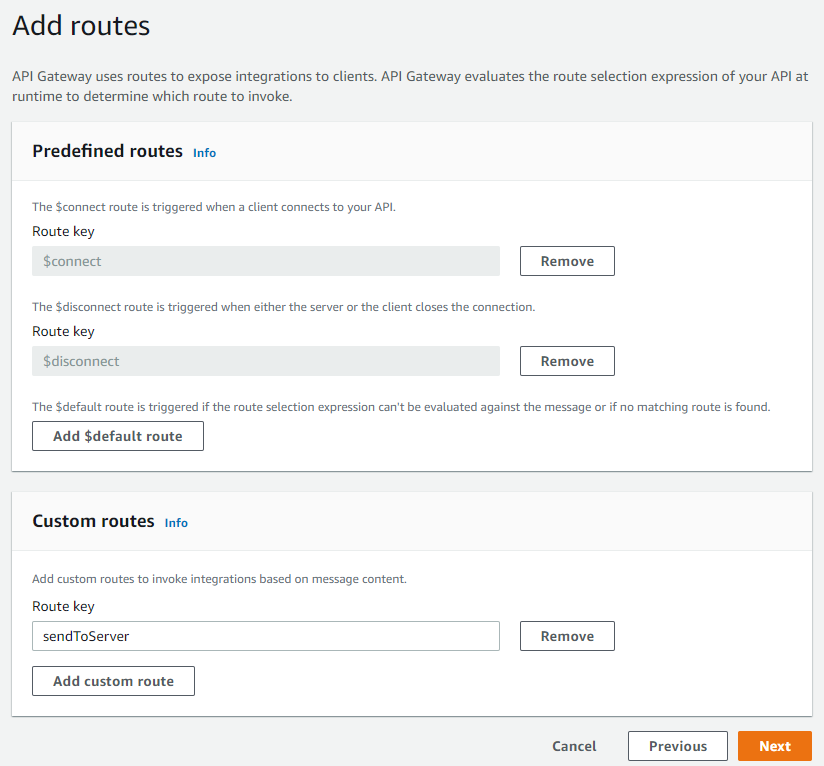 Add routes
API Gateway uses routes to expose integrations to clients. API Gateway evaluates the route selection expression of your API at
runtime to determine which route to invoke.
Predefined routes Info
The $connect route is triggered when a client connects to your API.
Route key
$connect Remove
The $disconnect route is triggered when either the server or the client closes the connection.
Route key
$disconnect Remove
The $default route is triggered if the route selection expression can't be evaluated against the message or if no matching route is found.
Add $default route
Custom routes Info
Add custom routes to invoke integrations based on message content.
Route key
sendToServer Remove
Add custom route
Cancel Previous Next